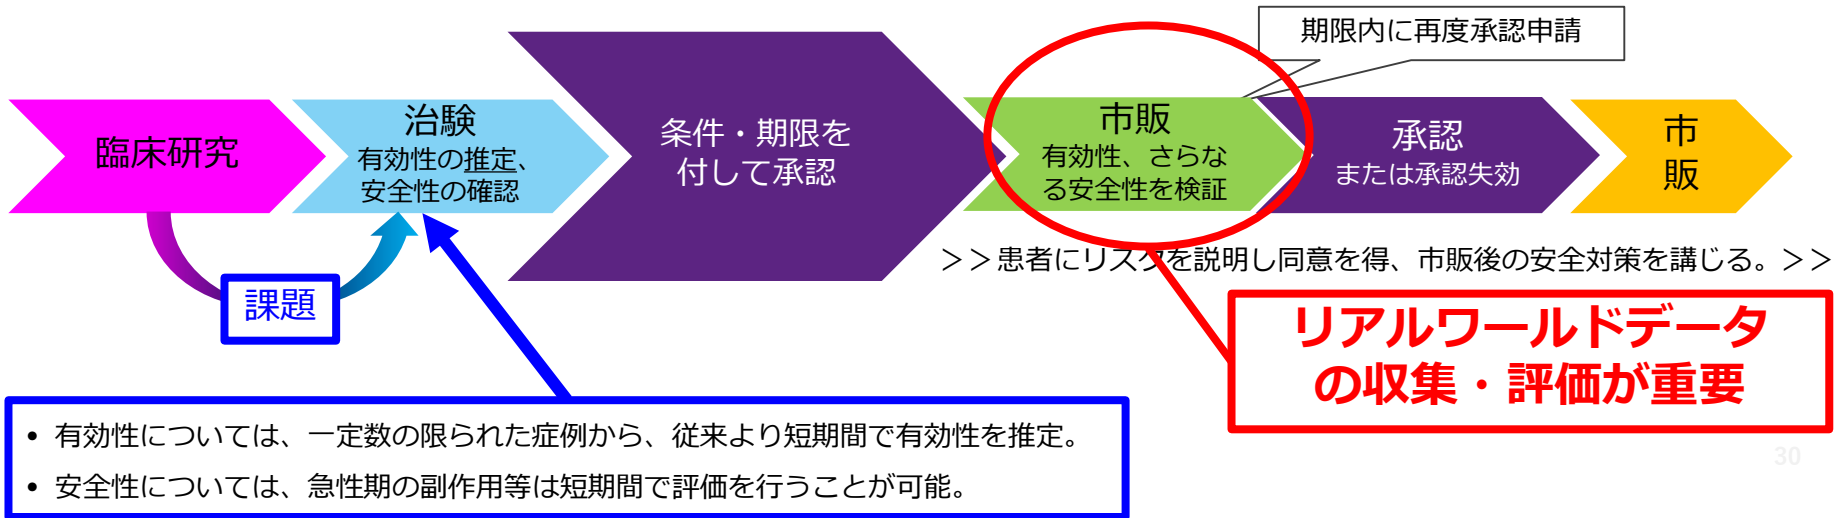 期限内に再度承認申請
臨床研究
治験
有効性の推定、
安全性の確認
条件・期限を
付して承認
市販
有効性、さらな
る安全性を検証
承認
または承認失効
市
販
>>患者にリスクを説明し同意を得、市販後の安全対策を講じる。>>
課題
リアルワールドデータ
の収集・評価が重要
• 有効性については、一定数の限られた症例から、従来より短期間で有効性を推定。
• 安全性については、急性期の副作用等は短期間で評価を行うことが可能。
30